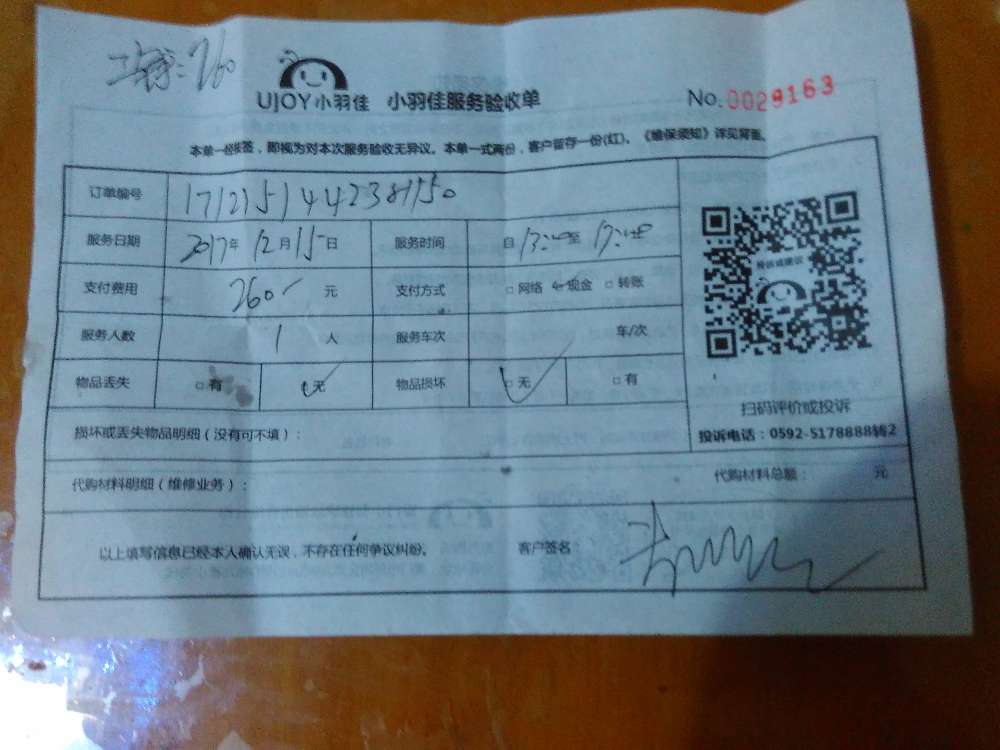 260
UJOY小羽佳 小羽佳服务验收单 No.0029163
本单一份经签，即视为对本次服务验收无异议。本单一式两份，客户留存一份(红)。《维保须知》详见背面。
订单编号
服务日期 2017年12月15日 服务时间 自 至
支付费用 260 元 支付方式 □网络 现金 □转账
服务人数 1 人 服务车次 车/次
物品丢失 □有 无 物品损坏 □无 □有
投诉或建议
扫码评价或投诉
投诉电话：0592-5178888转2
损坏或丢失物品明细（没有可不填）：
代购材料明细（维修业务）： 代购材料总额： 元
以上填写信息已经本人确认无误，不存在任何争议纠纷。 客户签名：